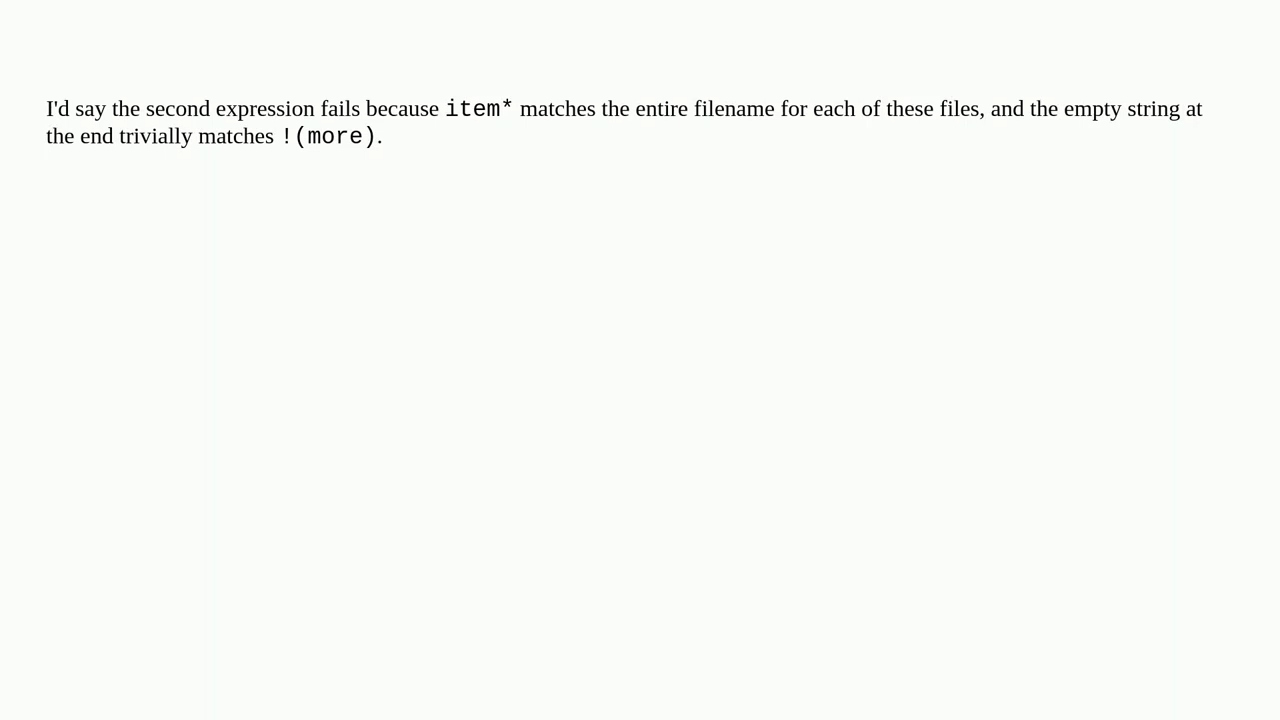 I'd say the second expression fails because item* matches the entire filename for each of these files, and the empty string at
the end trivially matches !(more).